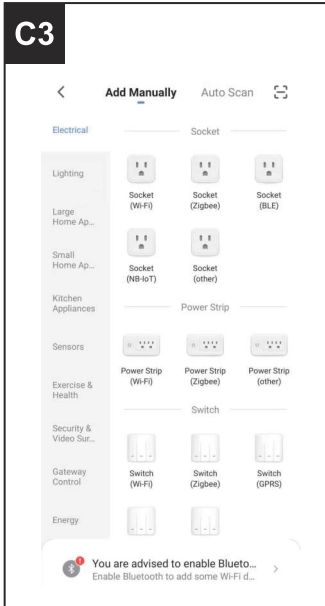 C3
Add Manually Auto Scan
Electrical
Lighting
Large
Home Ap...
Small
Home Ap...
Kitchen
Appliances
Sensors
Exercise &
Health
Security &
Video Sur...
Gateway
Control
Energy
Socket
Socket Socket Socket
(Wi-Fi) (Zigbee) (BLE)
Socket Socket
(NB-IoT) (other)
Power Strip
Power Strip Power Strip Power Strip
(Wi-Fi) (Zigbee) (other)
Switch
Switch Switch Switch
(Wi-Fi) (Zigbee) (GPRS)
You are advised to enable Blueto...
Enable Bluetooth to add some Wi-Fi d...